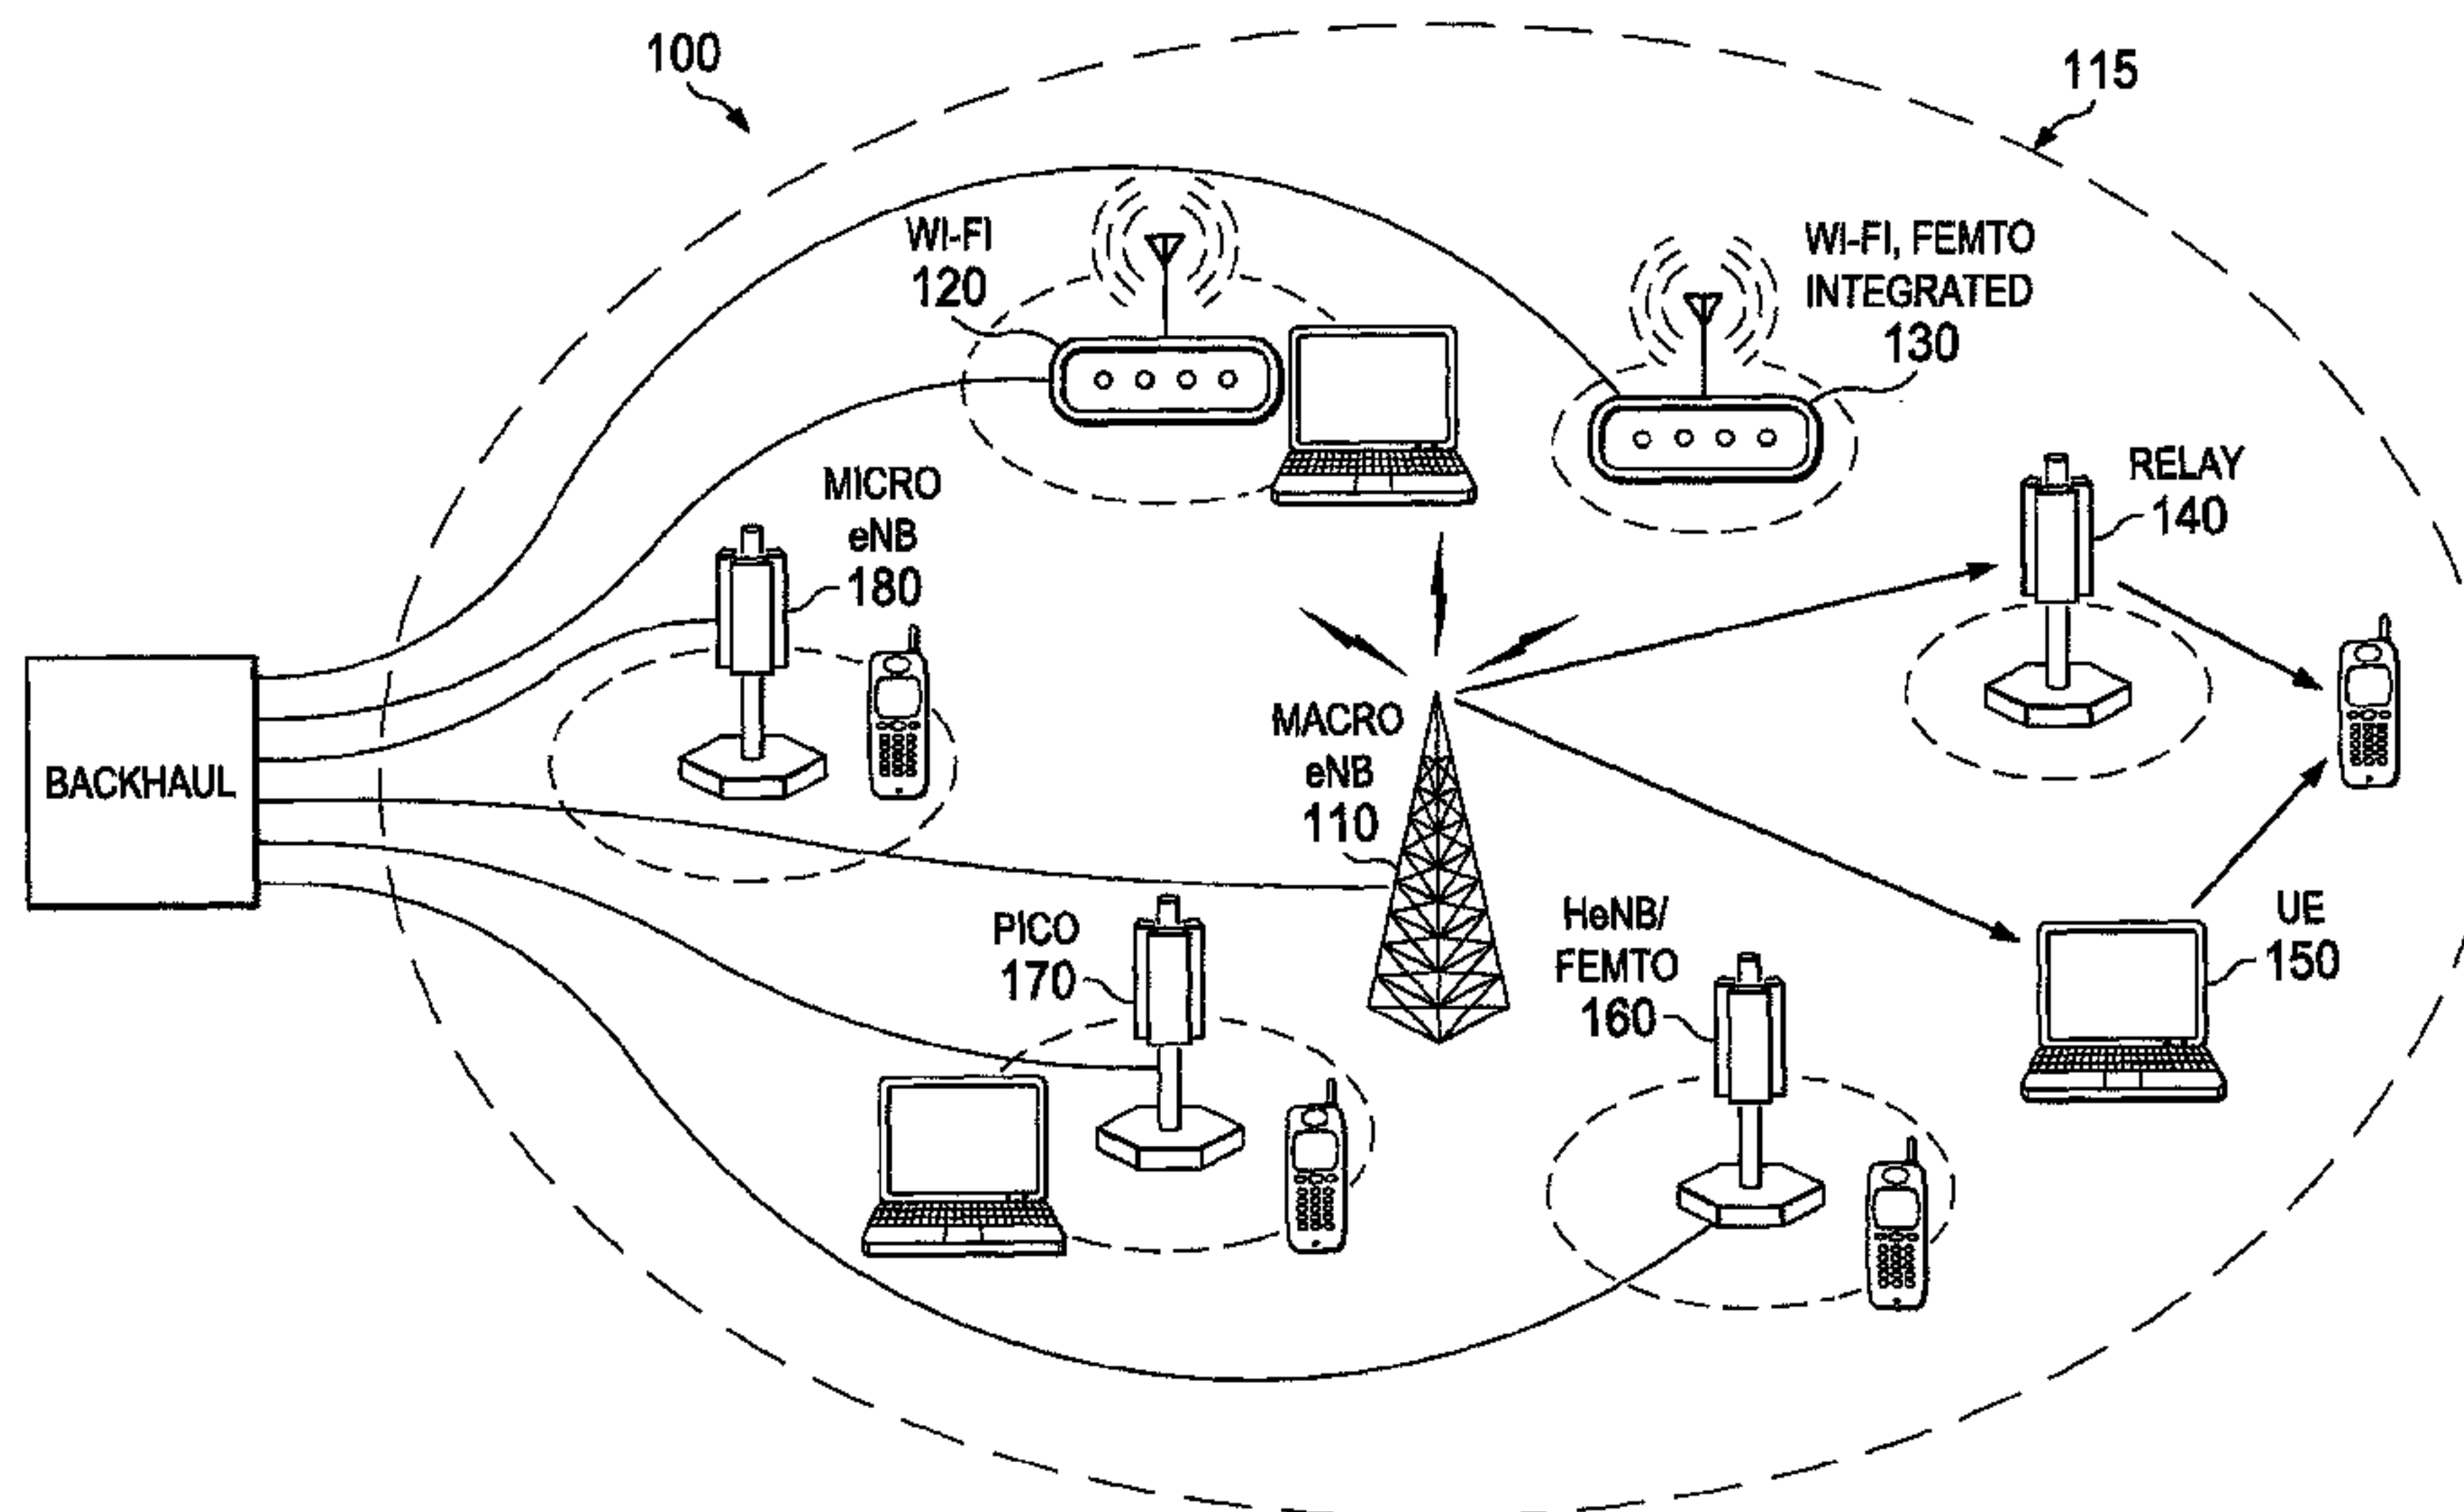 100
115
WI-FI
120
WI-FI, FEMTO
INTEGRATED
130
RELAY
140
MICRO
eNB
180
BACKHAUL
MACRO
eNB
110
PICO
170
HeNB/
FEMTO
160
UE
150